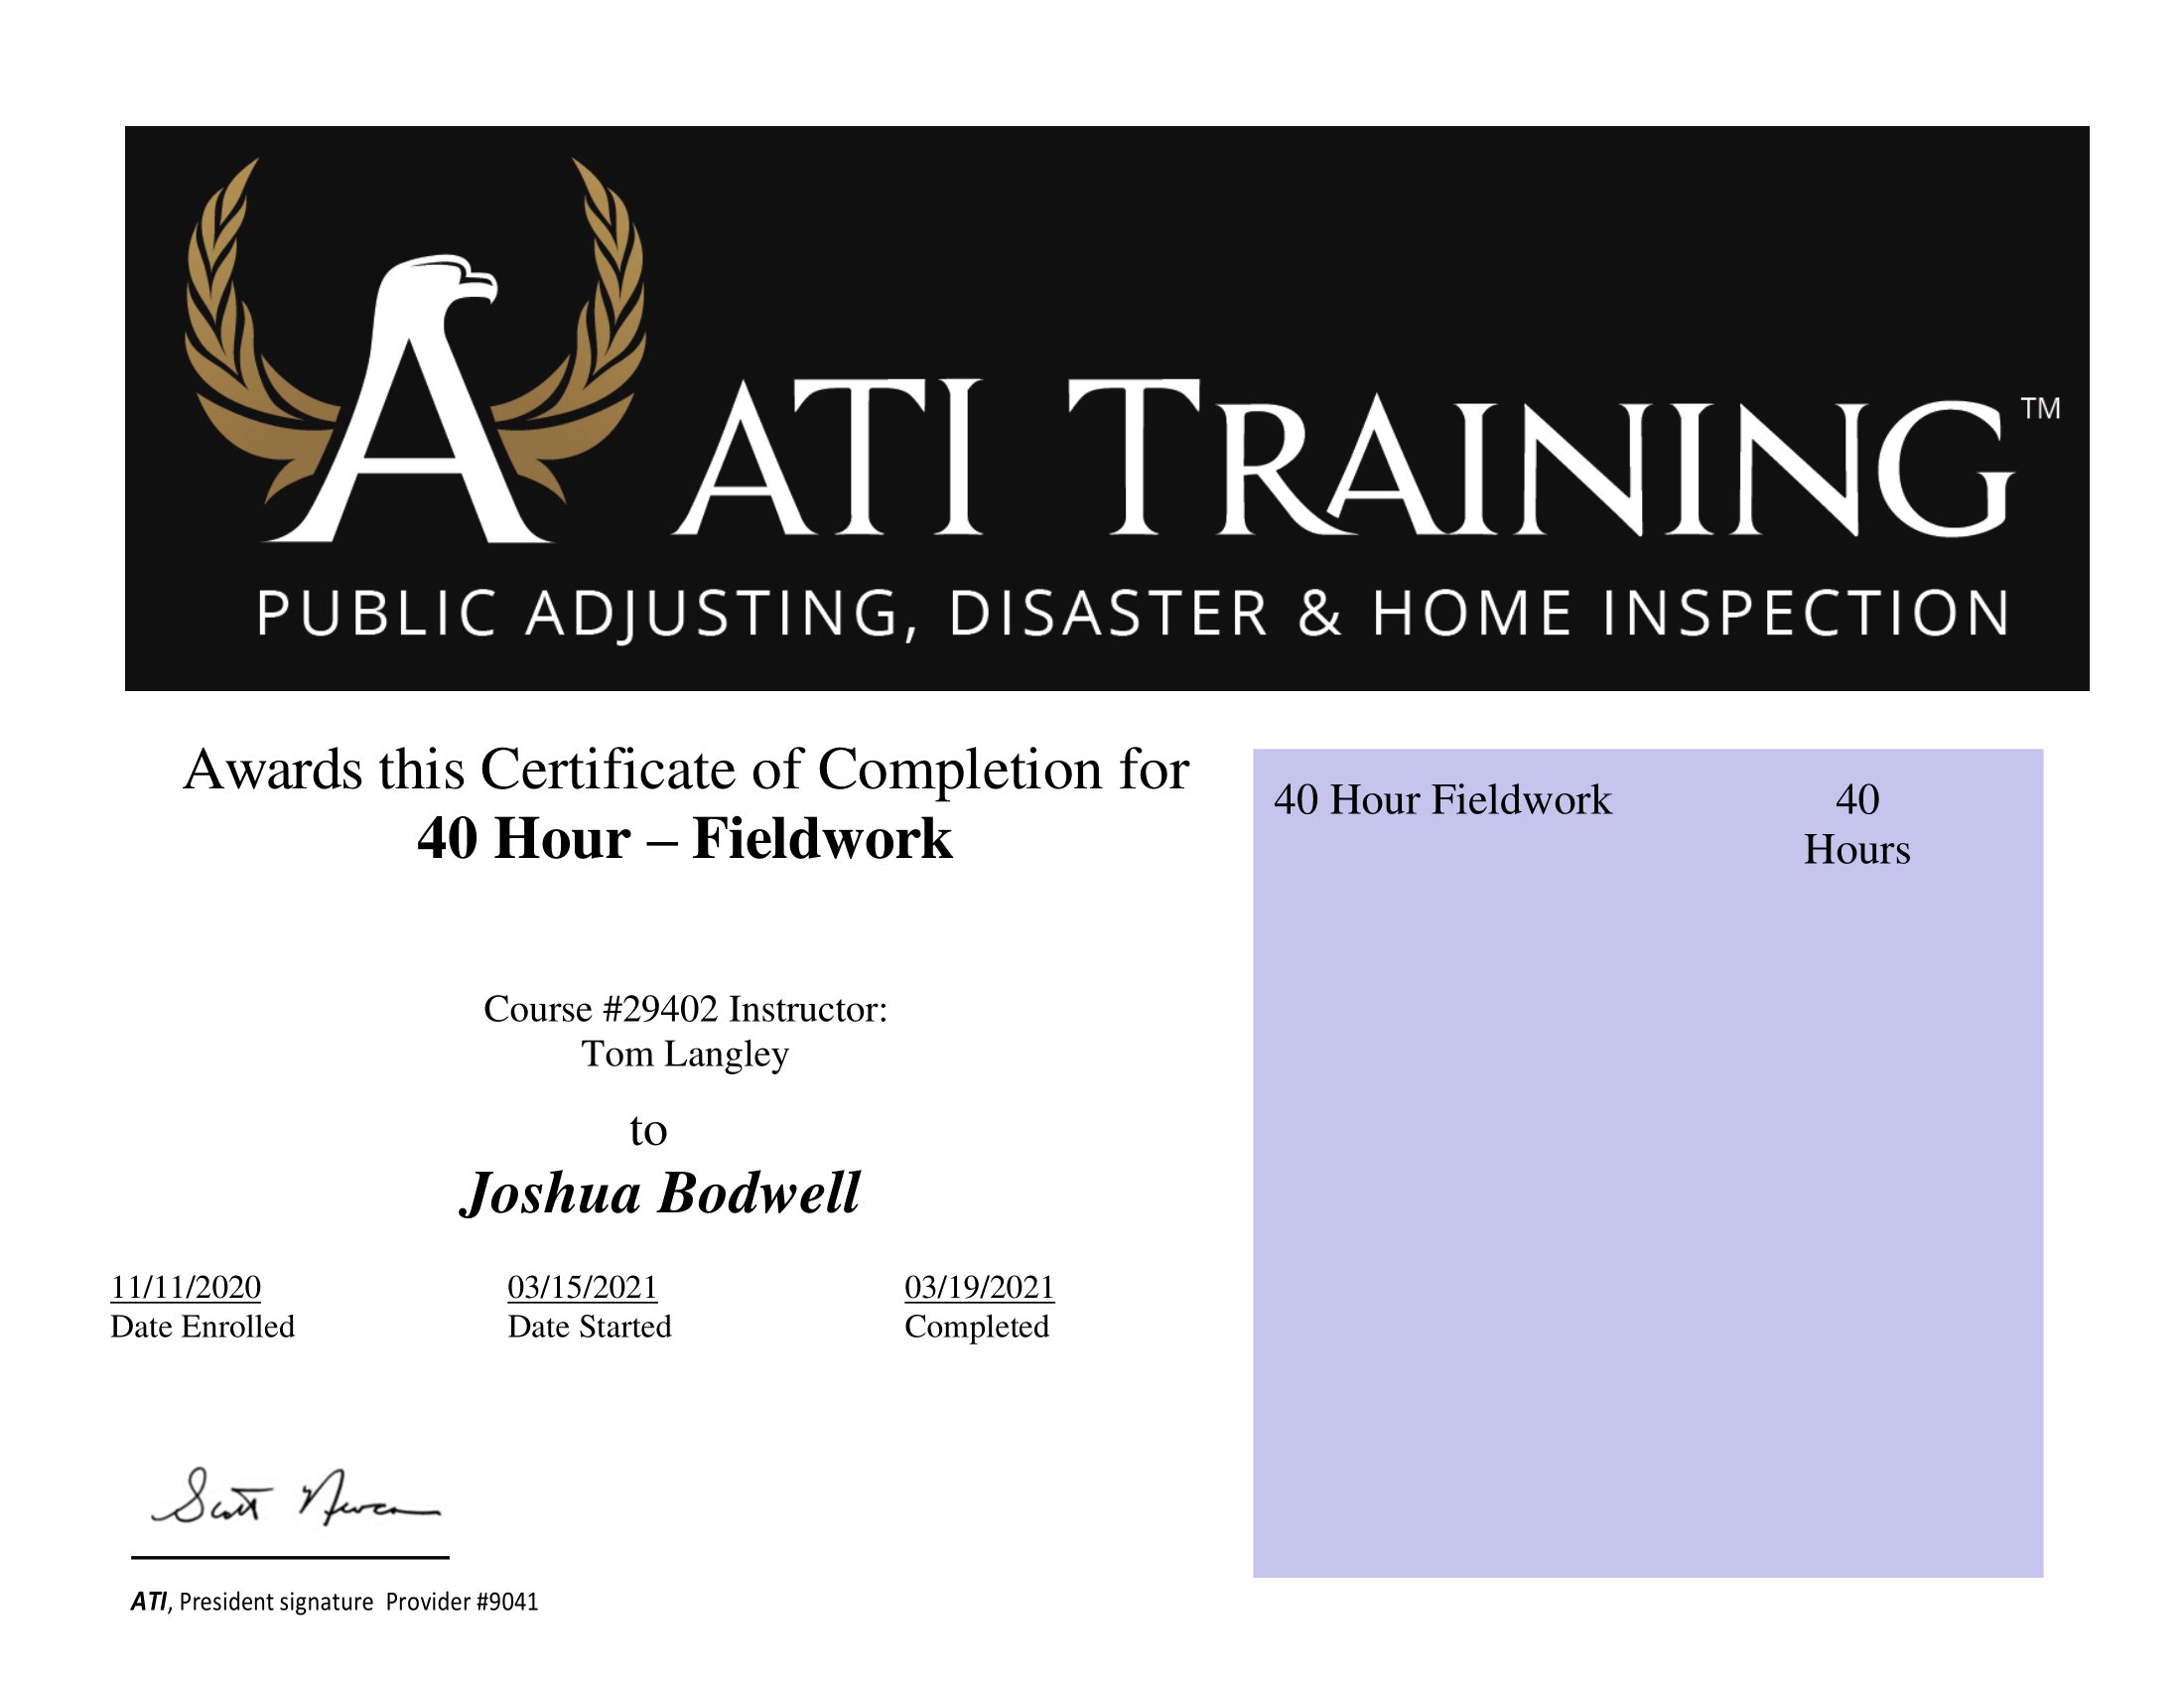 ATI TRAINING™
PUBLIC ADJUSTING, DISASTER & HOME INSPECTION
Awards this Certificate of Completion for
40 Hour – Fieldwork
Course #29402 Instructor:
Tom Langley
to
Joshua Bodwell
11/11/2020 03/15/2021 03/19/2021
Date Enrolled Date Started Completed
Scott
ATI, President signature Provider #9041
40 Hour Fieldwork 40
Hours